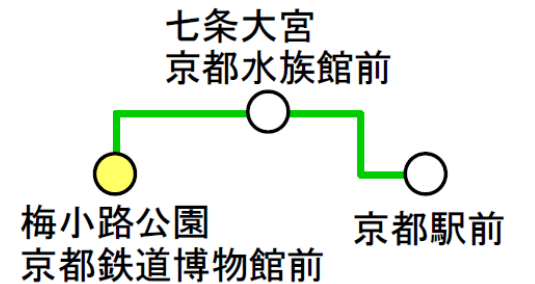 七条大宮
京都水族館前
梅小路公園
京都鉄道博物館前
京都駅前